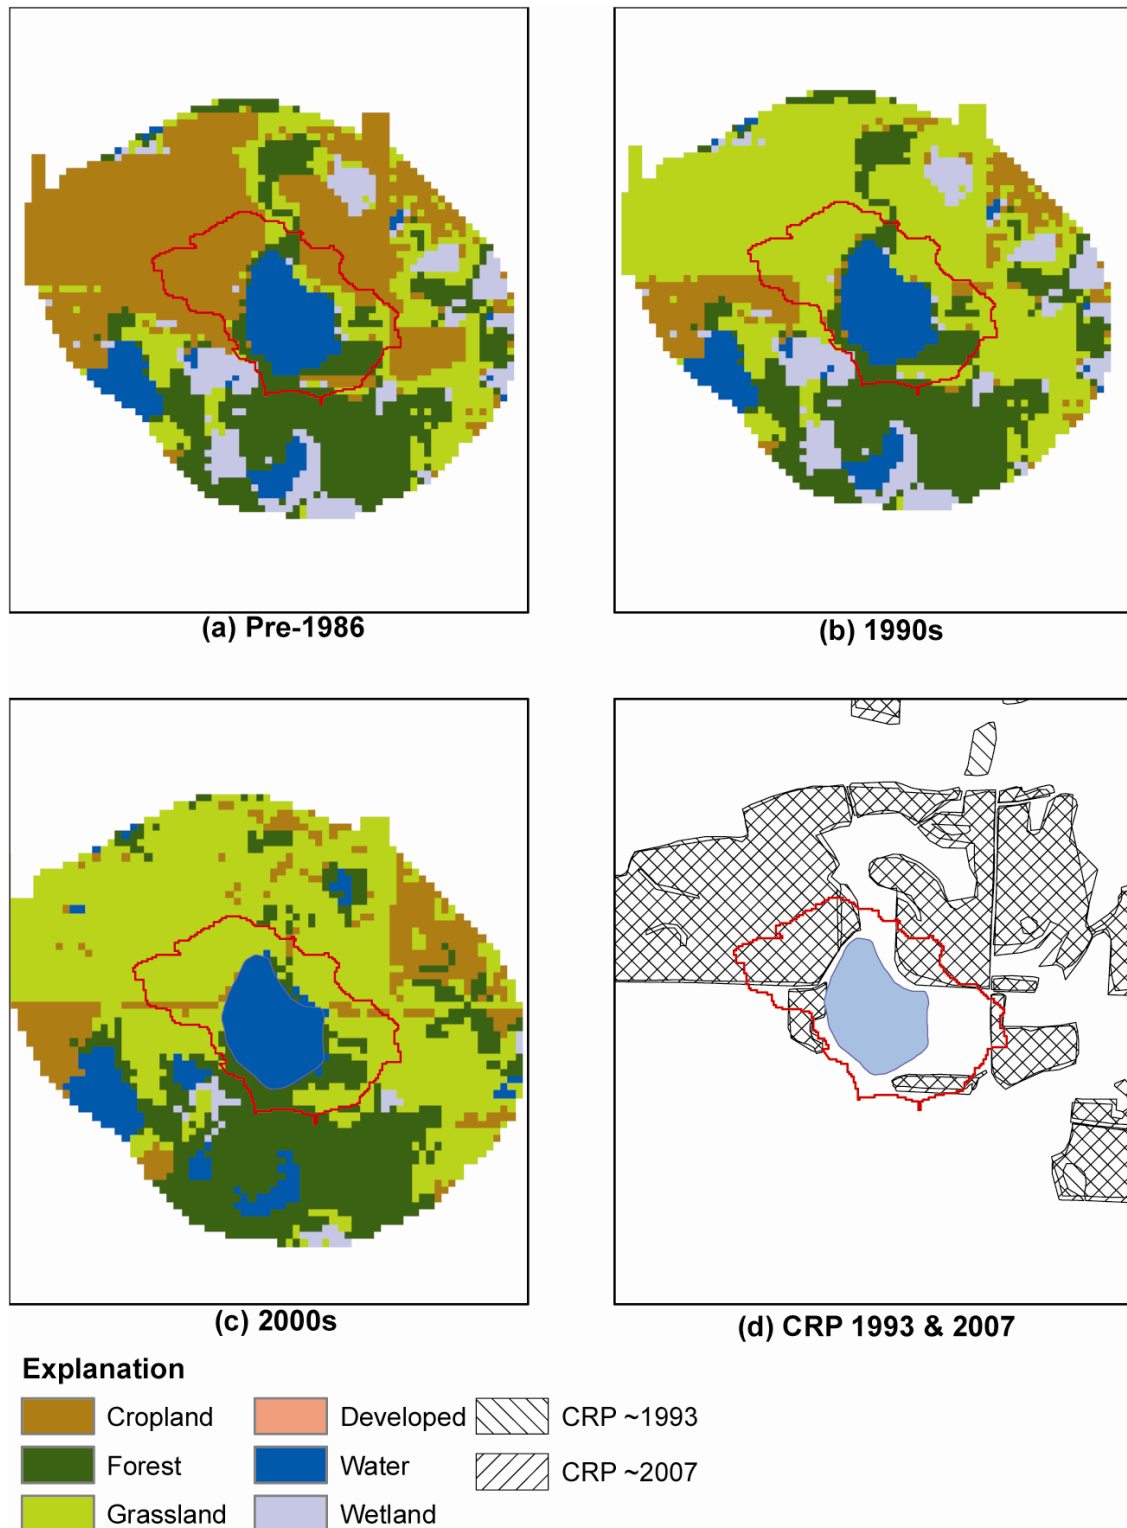 (a) Pre-1986
(b) 1990s
(c) 2000s
(d) CRP 1993 & 2007
Explanation
Cropland
Developed
CRP ~1993
Forest
Water
CRP ~2007
Grassland
Wetland